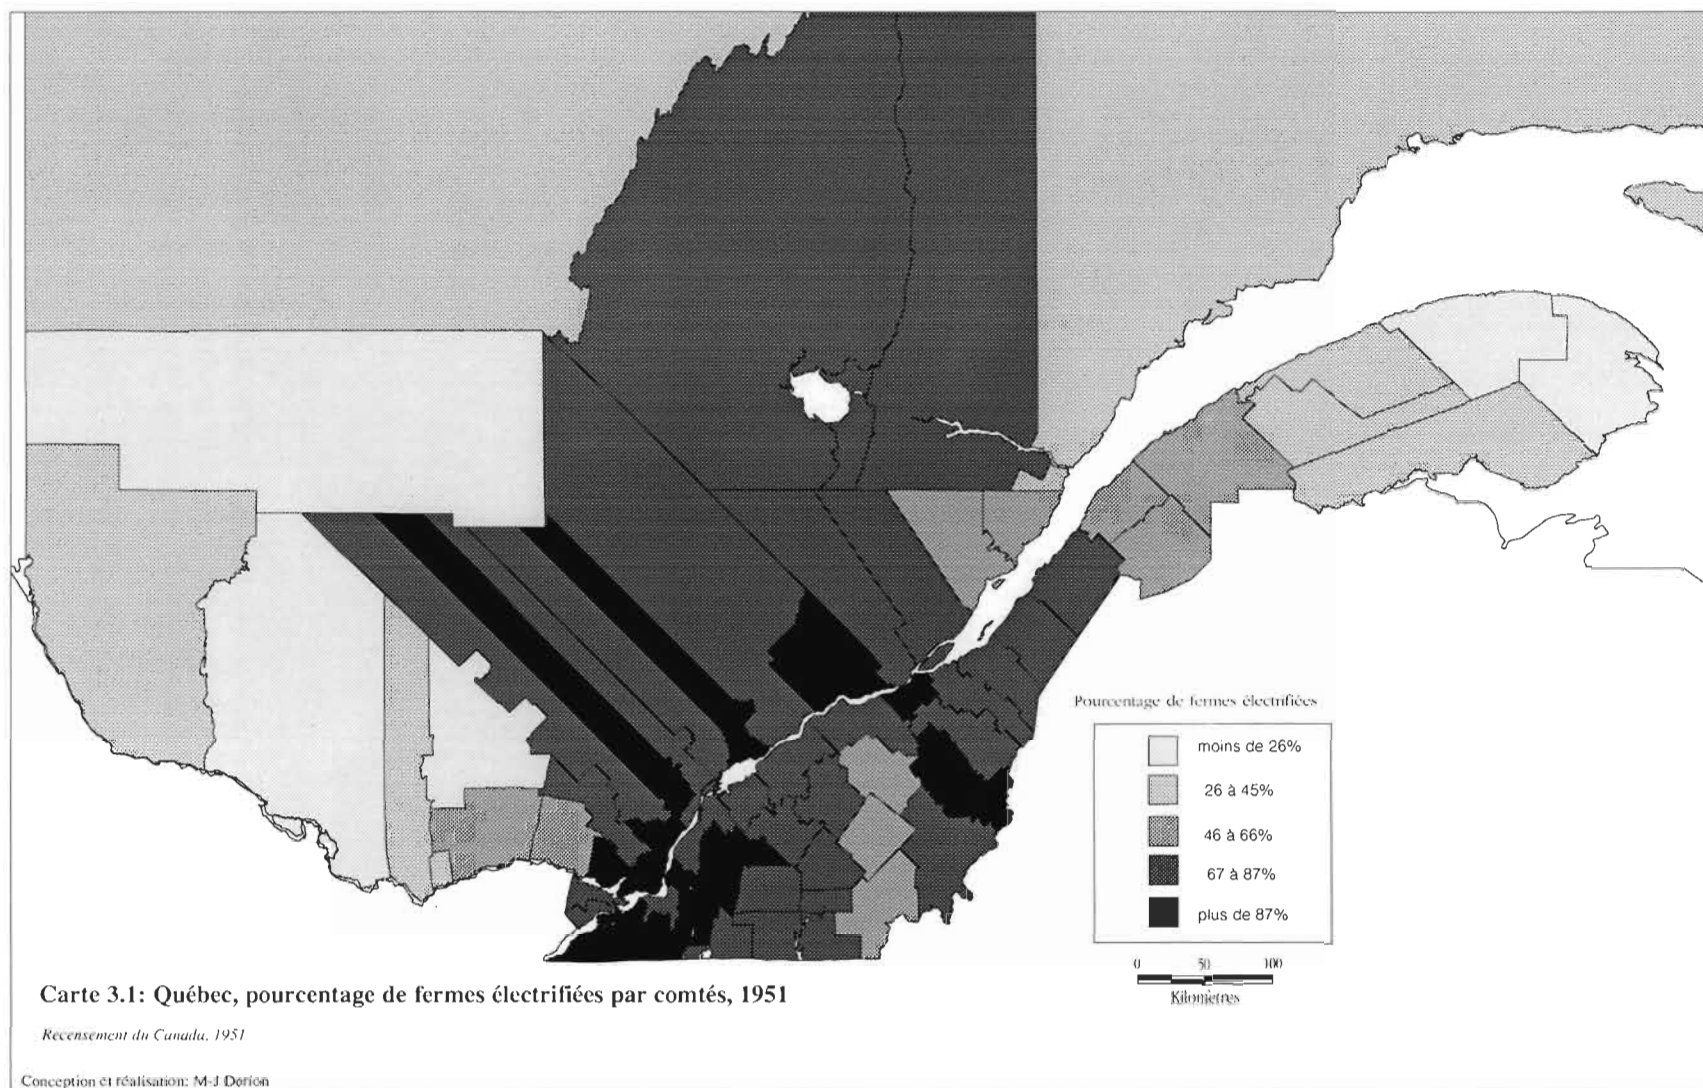 Pourcentage de fermes électrifiées
moins de 26%
26 à 45%
46 à 66%
67 à 87%
plus de 87%
0 50 100
Kilomètres
Carte 3.1: Québec, pourcentage de fermes électrifiées par comtés, 1951
Recensement du Canada, 1951
Conception et réalisation: M-J Dorion